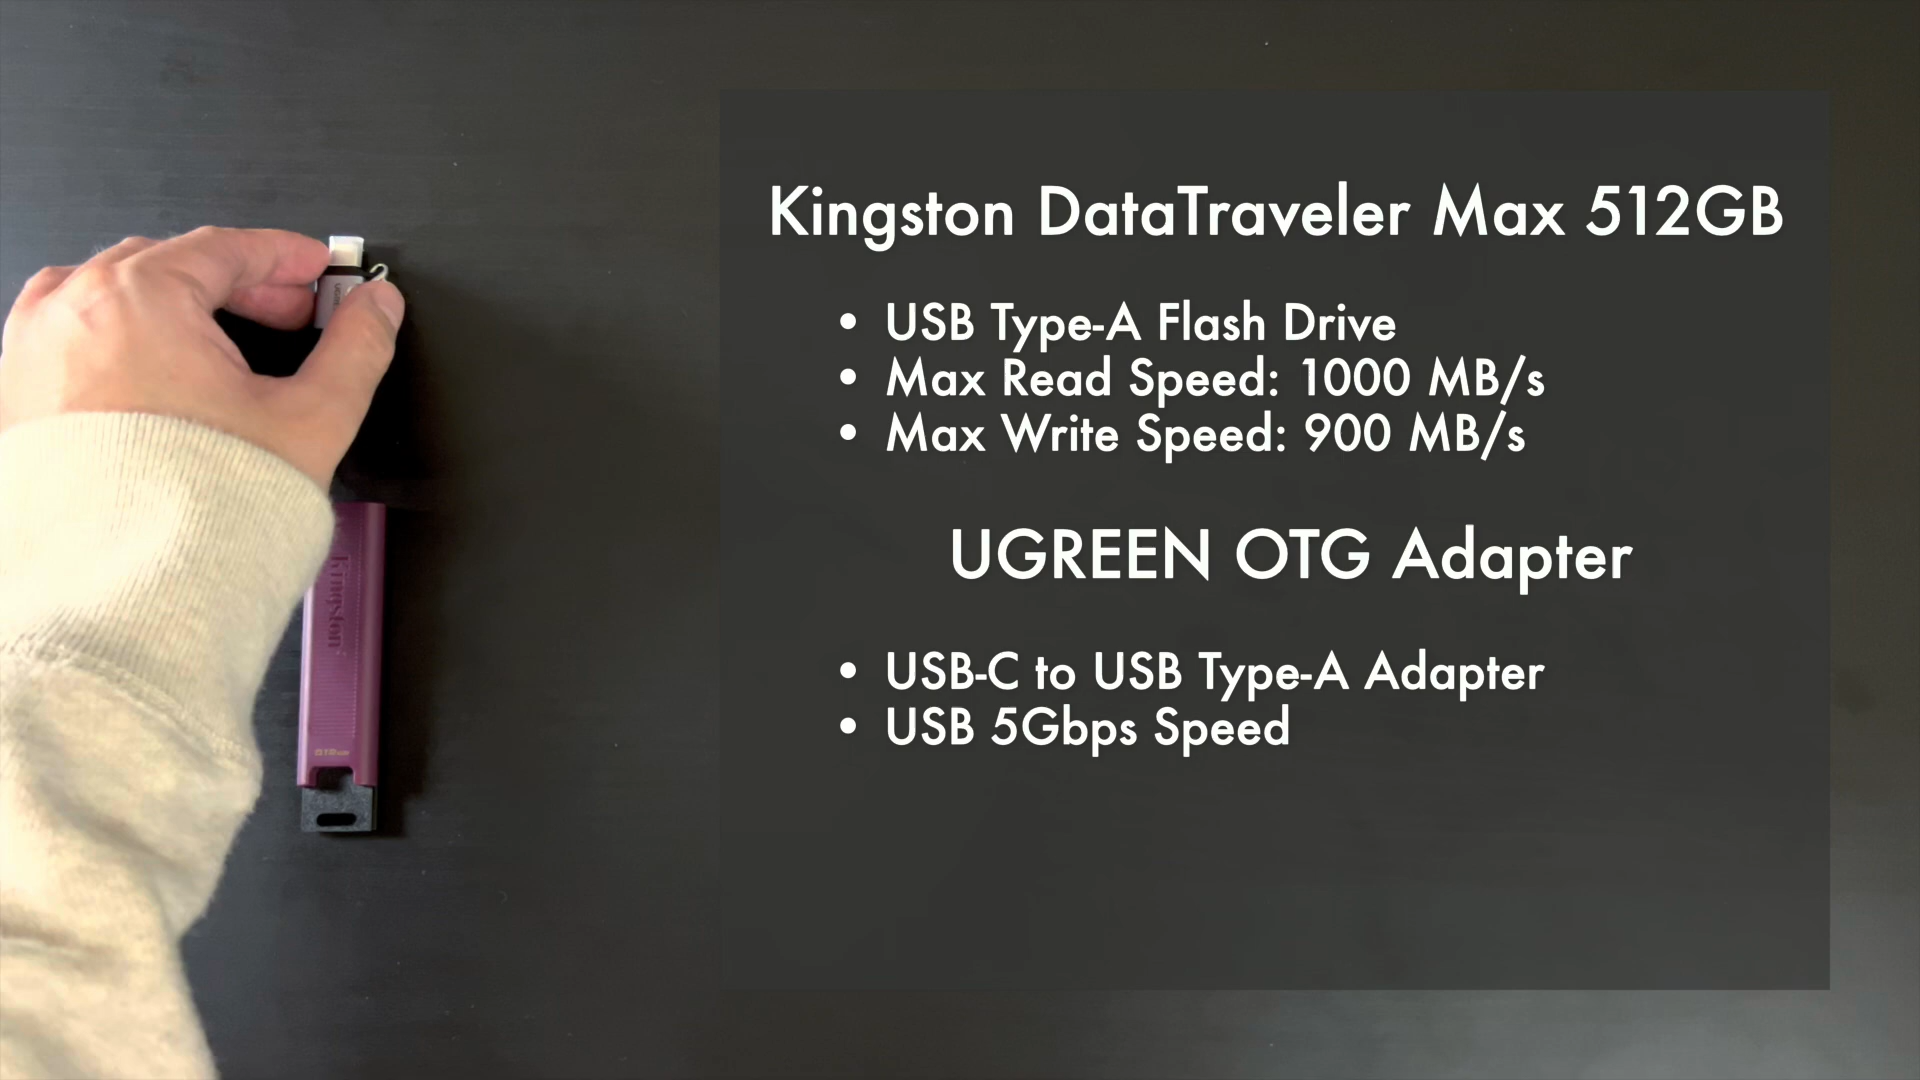 Kingston DataTraveler Max 512GB
• USB Type-A Flash Drive
• Max Read Speed: 1000 MB/s
• Max Write Speed: 900 MB/s
UGREEN OTG Adapter
• USB-C to USB Type-A Adapter
• USB 5Gbps Speed
Kingston